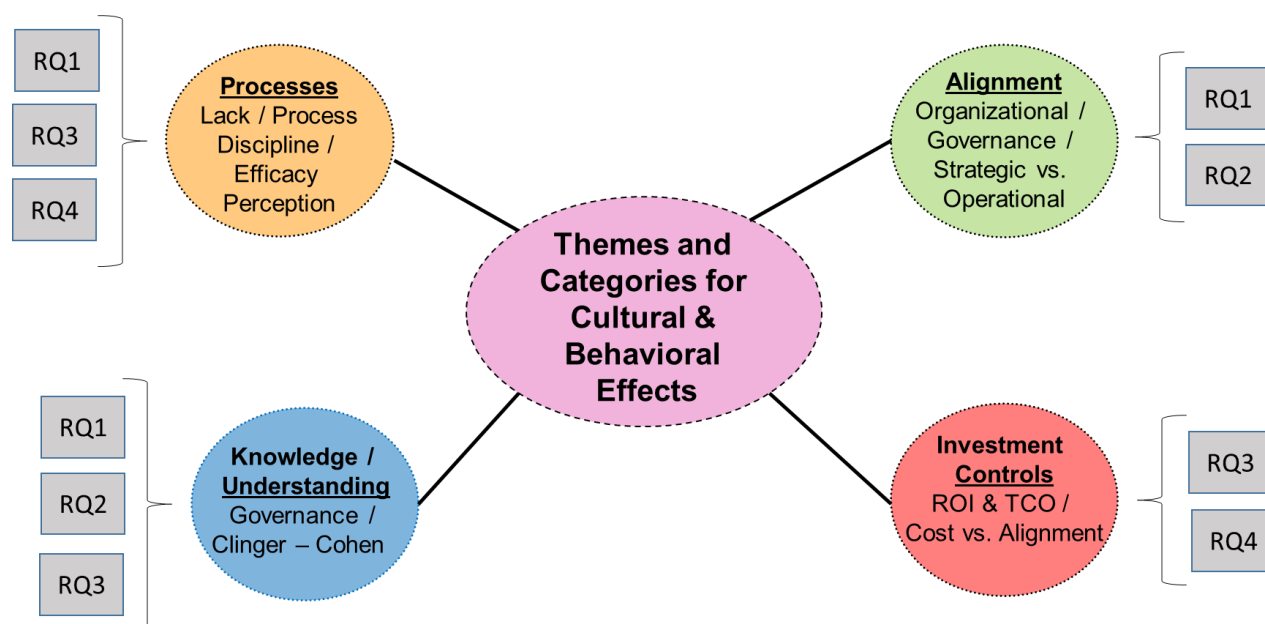 RQ1
RQ3
RQ4
Processes
Lack / Process
Discipline /
Efficacy
Perception
Alignment
Organizational /
Governance /
Strategic vs.
Operational
RQ1
RQ2
Themes and
Categories for
Cultural &
Behavioral
Effects
RQ1
RQ2
RQ3
Knowledge /
Understanding
Governance /
Clinger – Cohen
Investment
Controls
ROI & TCO /
Cost vs. Alignment
RQ3
RQ4